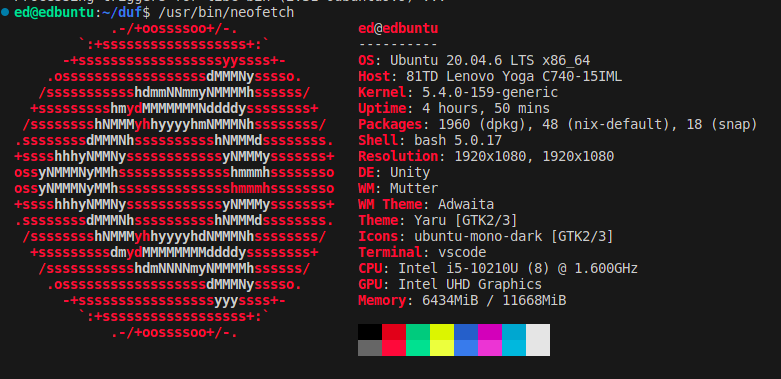 ed@edbuntu:~/duf$ /usr/bin/neofetch
.-/+oossssoo+/-. ed@edbuntu
`:+ssssssssssssssssss+:` ----------
-+ssssssssssssssssssyyssss+- OS: Ubuntu 20.04.6 LTS x86_64
.ossssssssssssssssssdMMMNysssso. Host: 81TD Lenovo Yoga C740-15IML
/ssssssssssshdmmNNmmyNMMMMhssssss/ Kernel: 5.4.0-159-generic
+ssssssssshmydMMMMMMMNddddyssssssss+ Uptime: 4 hours, 50 mins
/sssssssshNMMMyhhyyyyhmNMMMNhssssssss/ Packages: 1960 (dpkg), 48 (nix-default), 18 (snap)
.ssssssssdMMMNhsssssssssshNMMMdssssssss. Shell: bash 5.0.17
+sssshhhyNMMNyssssssssssssyNMMMysssssss+ Resolution: 1920x1080, 1920x1080
ossyNMMMNyMMhsssssssssssssshmmmhssssssso DE: Unity
ossyNMMMNyMMhsssssssssssssshmmmhssssssso WM: Mutter
+sssshhhyNMMNyssssssssssssyNMMMysssssss+ WM Theme: Adwaita
.ssssssssdMMMNhsssssssssshNMMMdssssssss. Theme: Yaru [GTK2/3]
/sssssssshNMMMyhhyyyyhdNMMMNhssssssss/ Icons: ubuntu-mono-dark [GTK2/3]
+sssssssssdmydMMMMMMMMddddyssssssss+ Terminal: vscode
/ssssssssssshdmNNNNmyNMMMMhssssss/ CPU: Intel i5-10210U (8) @ 1.600GHz
.ossssssssssssssssssdMMMNysssso. GPU: Intel UHD Graphics
-+sssssssssssssssssyyyssss+- Memory: 6434MiB / 11668MiB
`:+ssssssssssssssssss+:`
.-/+oossssoo+/-.